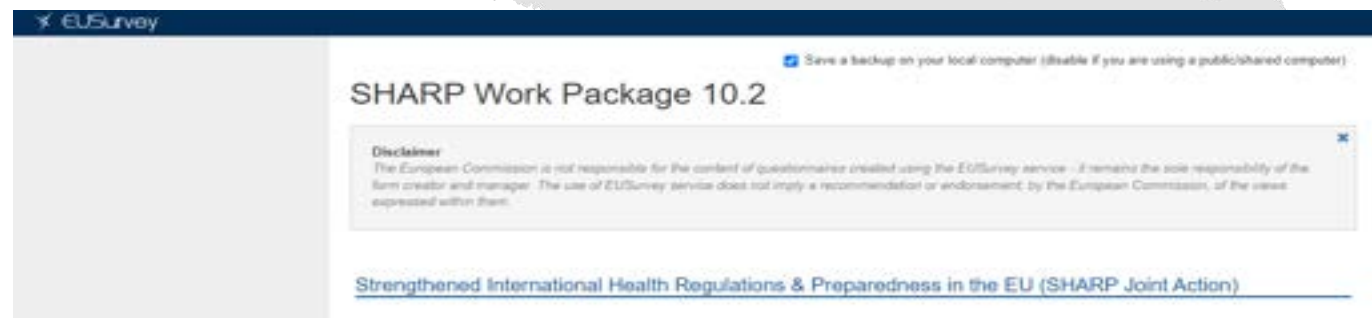 EUSurvey
Save a backup on your local computer (disable if you are using a public/shared computer)
SHARP Work Package 10.2
Disclaimer
The European Commission is not responsible for the content of questionnaires created using the EUSurvey service - it remains the sole responsibility of the
form creator and manager. The use of EUSurvey service does not imply a recommendation or endorsement, by the European Commission, of the views
expressed within them.
Strengthened International Health Regulations & Preparedness in the EU (SHARP Joint Action)